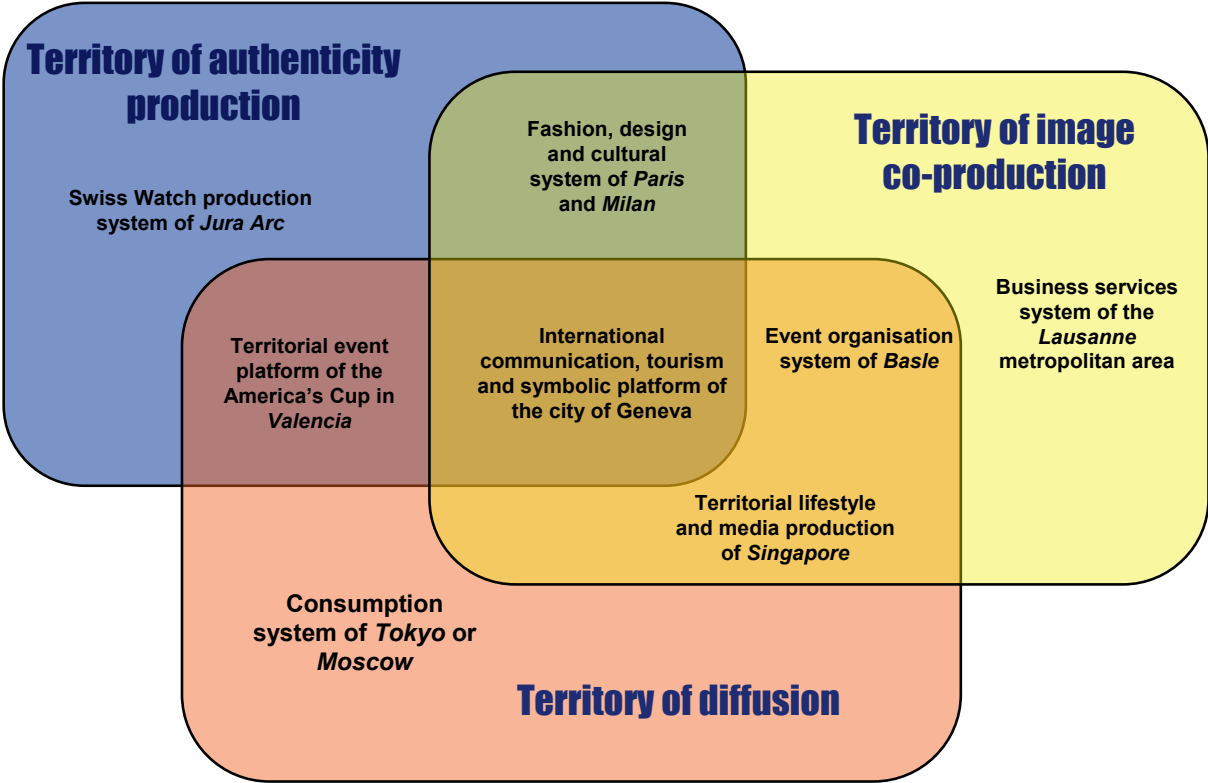 Territory of authenticity
production
Fashion, design
and cultural
system of Paris
and Milan
Territory of image
co-production
Swiss Watch production
system of Jura Arc
Territorial event
platform of the
America's Cup in
Valencia
International
communication, tourism
and symbolic platform of
the city of Geneva
Event organisation
system of Basle
Business services
system of the
Lausanne
metropolitan area
Territorial lifestyle
and media production
of Singapore
Consumption
system of Tokyo or
Moscow
Territory of diffusion